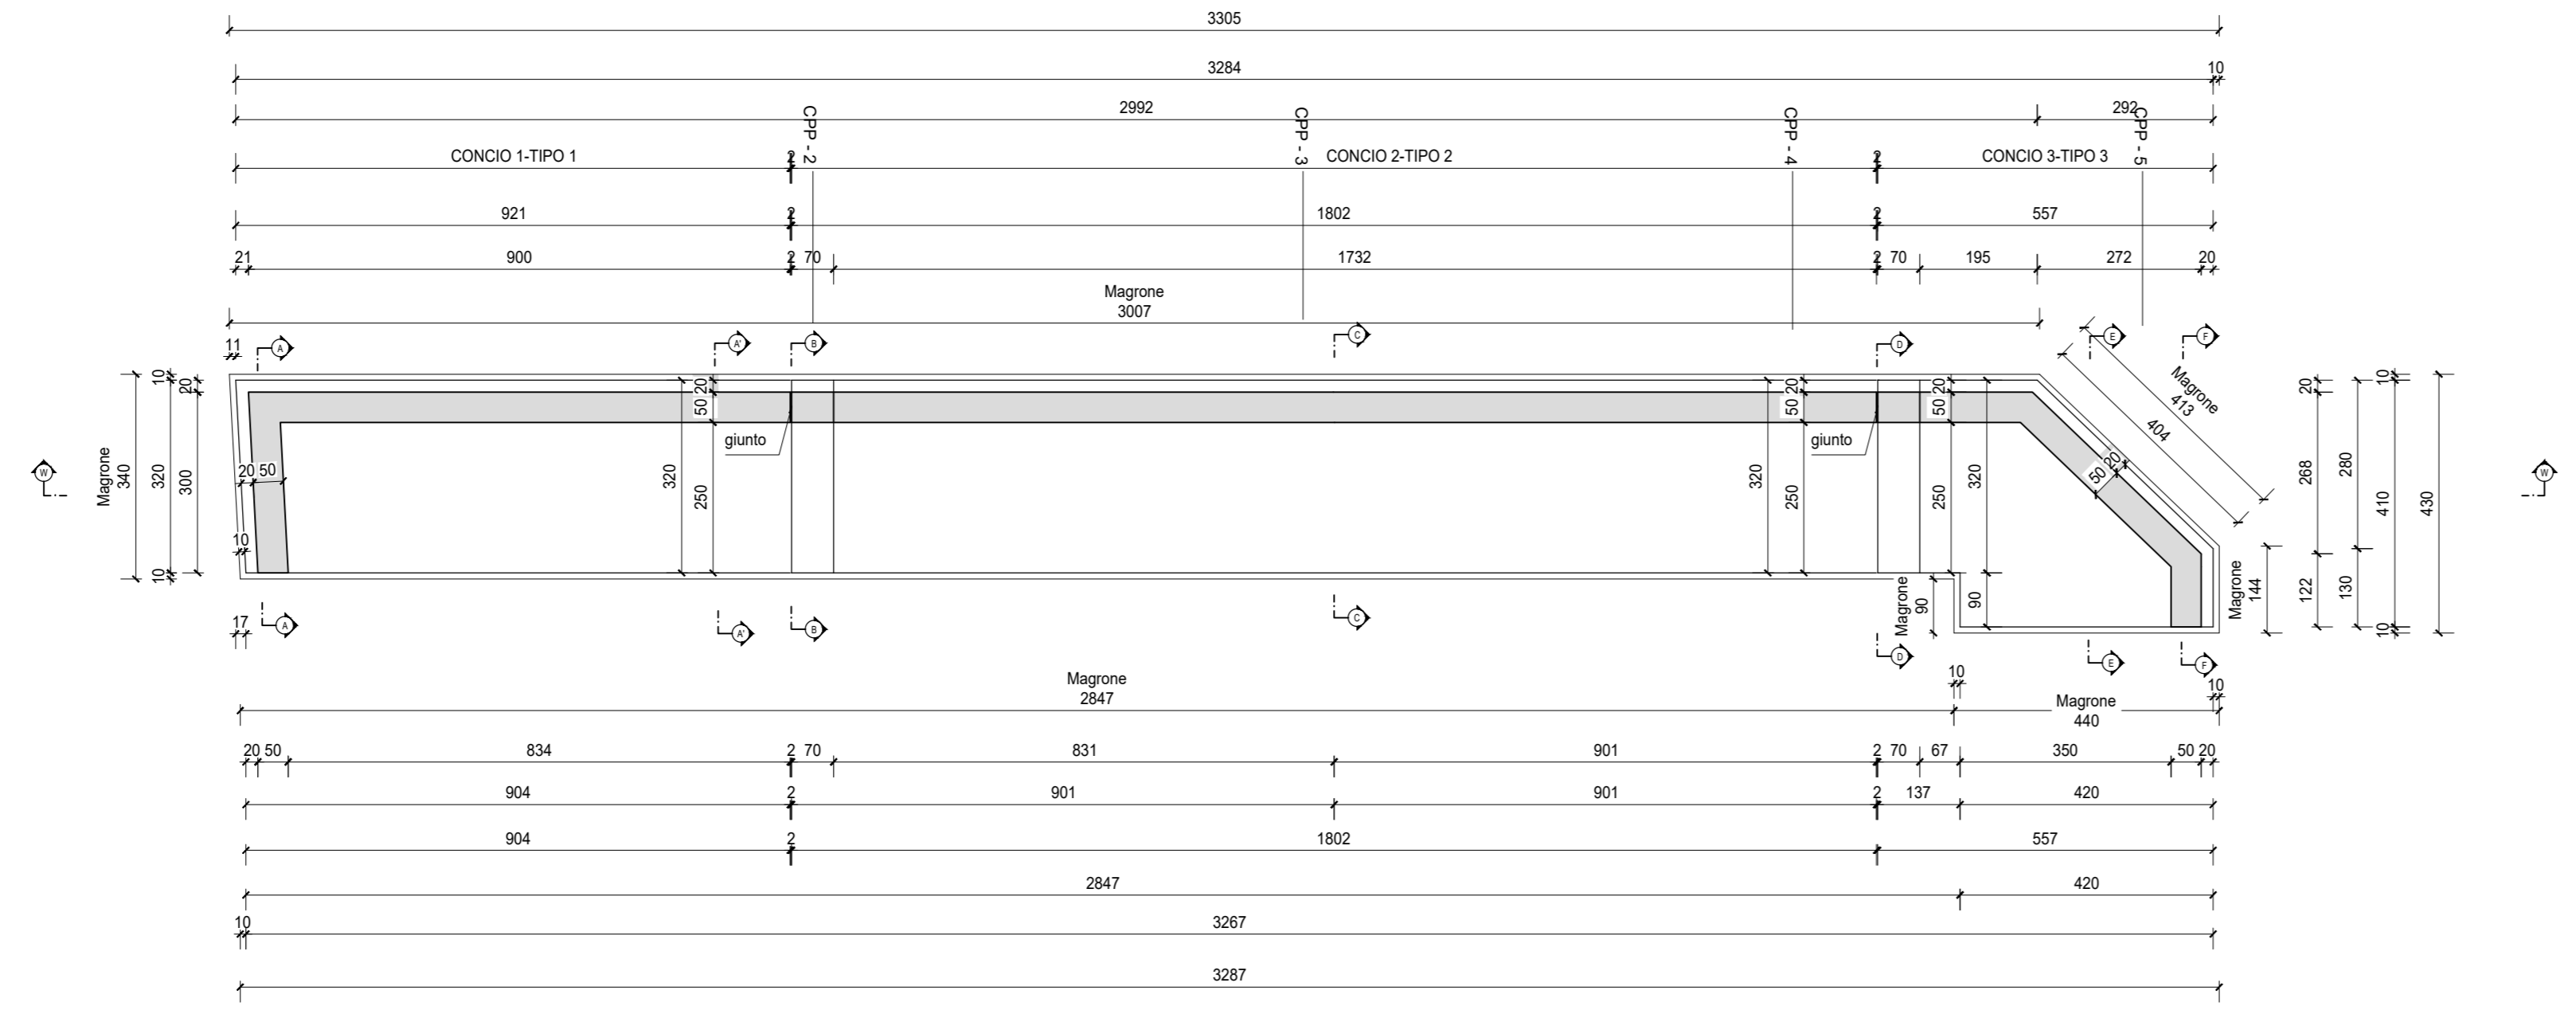 3305
3284 10
2992 292
CPP - 2 CPP - 3 CPP - 4 CPP - 5
CONCIO 1-TIPO 1 2 CONCIO 2-TIPO 2 2 CONCIO 3-TIPO 3
921 2 1802 2 557
21 900 2 70 1732 2 70 195 272 20
Magrone
3007
11 A A' B C D E F
Magrone
340
10
320
10
20
300
20 50
10
W
320
20
50
250
giunto
320
20
50
250
giunto
20
50
250
320
90
Magrone
90
Magrone
413
404
20
50
Magrone
144
20
268
122
280
130
10
410
10
430
W
17 A A' B C D E F
Magrone
2847
10
10
Magrone
440
20 50 834 2 70 831 901 2 70 67 350 50 20
904 2 901 901 2 137 420
904 2 1802 557
2847 420
10 3267
3287